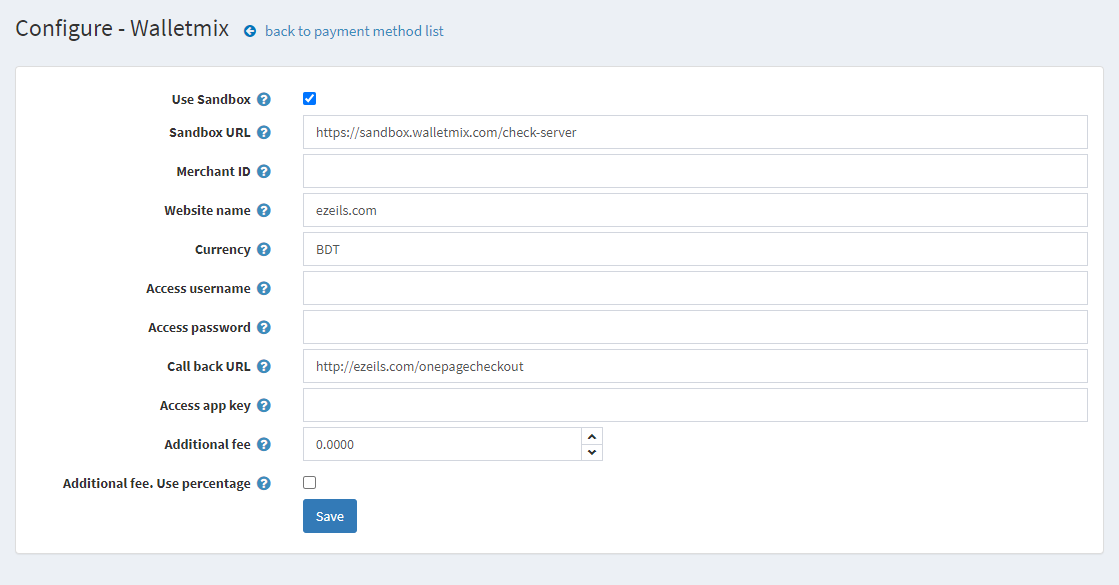 Configure - Walletmix back to payment method list
Use Sandbox
Sandbox URL https://sandbox.walletmix.com/check-server
Merchant ID
Website name ezeils.com
Currency BDT
Access username
Access password
Call back URL http://ezeils.com/onepagecheckout
Access app key
Additional fee 0.0000
Additional fee. Use percentage
Save